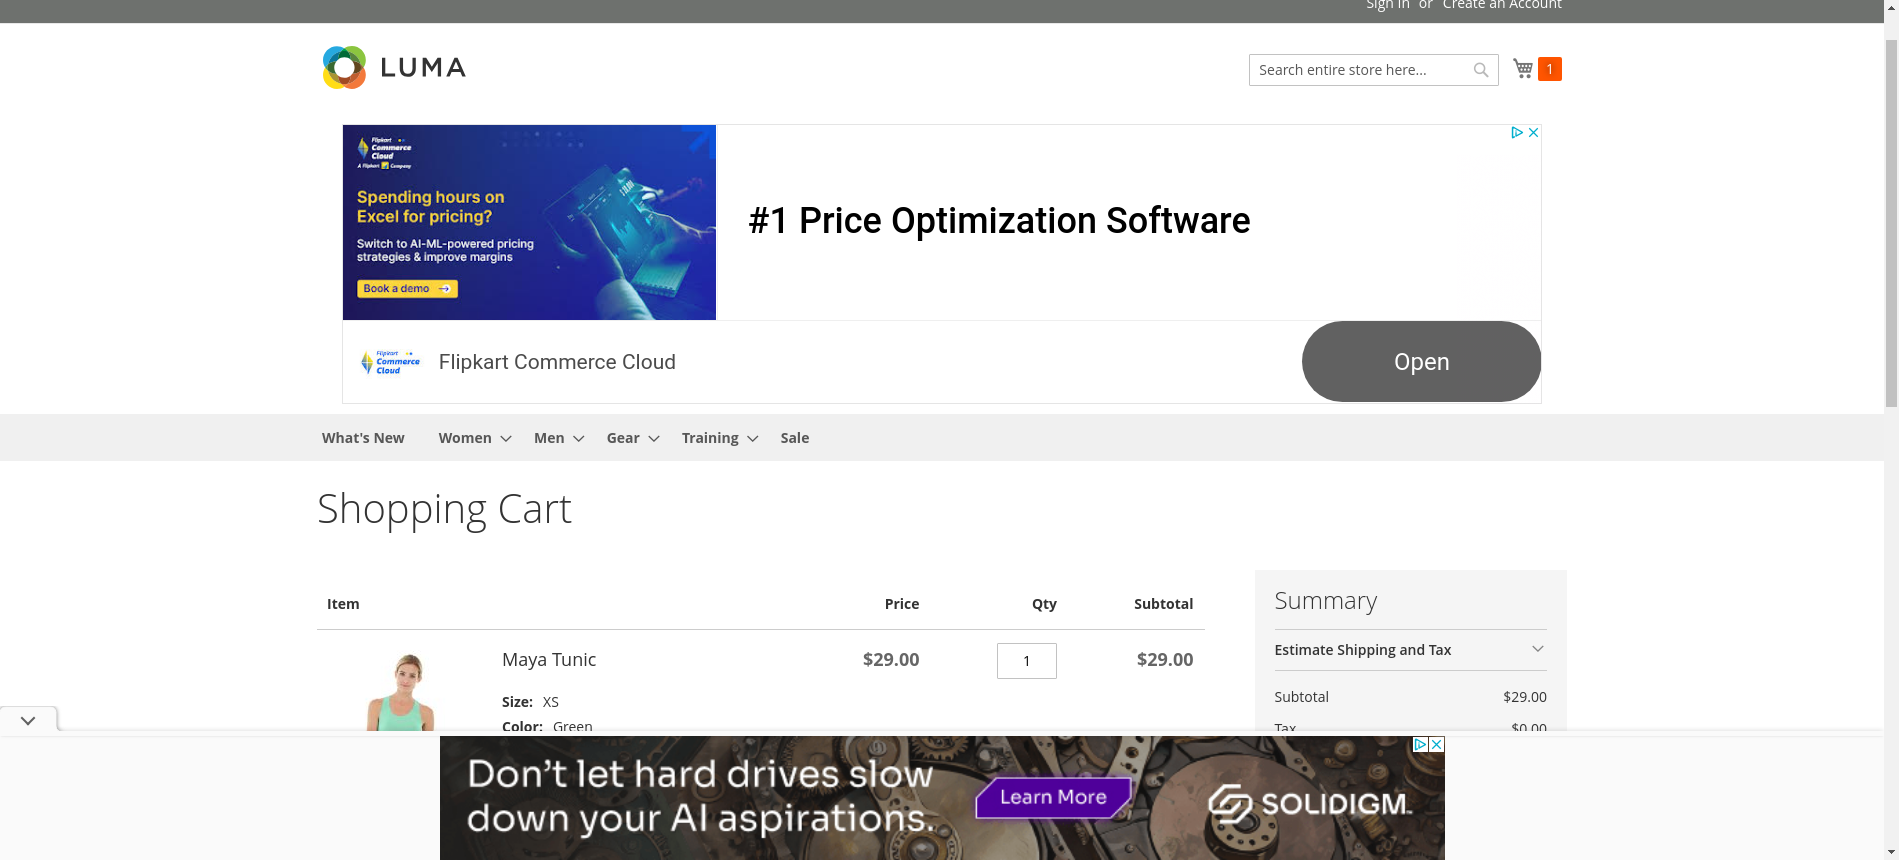 Sign In or Create an Account
LUMA
Search entire store here...
1
Flipkart
Commerce
Cloud
A Flipkart Company
Spending hours on
Excel for pricing?
Switch to AI-ML-powered pricing
strategies & improve margins
Book a demo
#1 Price Optimization Software
Flipkart
Commerce
Cloud
Flipkart Commerce Cloud
Open
What's New Women Men Gear Training Sale
Shopping Cart
Item Price Qty Subtotal
Maya Tunic $29.00 1 $29.00
Size: XS
Color: Green
Summary
Estimate Shipping and Tax
Subtotal $29.00
Tax $0.00
Don't let hard drives slow
down your AI aspirations.
Learn More
SOLIDIGM